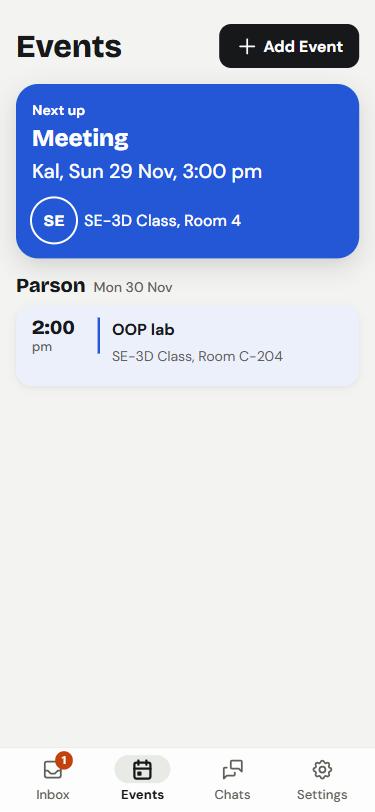 Events
Add Event
Next up
Meeting
Kal, Sun 29 Nov, 3:00 pm
SE
SE-3D Class, Room 4
Parson Mon 30 Nov
2:00
pm
OOP lab
SE-3D Class, Room C-204
1
Inbox
Events
Chats
Settings